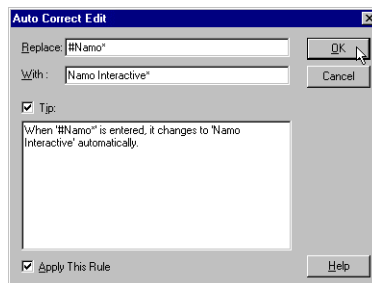 Auto Correct Edit
Replace: #Namo*
OK
With : Namo Interactive*
Cancel
Tip:
When '#Namo*' is entered, it changes to 'Namo
Interactive' automatically.
Apply This Rule
Help